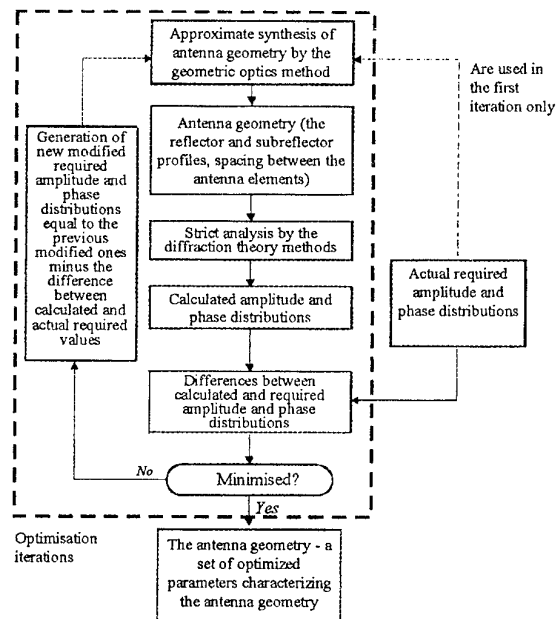 Approximate synthesis of
antenna geometry by the
geometric optics method
Are used in
the first
iteration only
Antenna geometry (the
reflector and subreflector
profiles, spacing between the
antenna elements)
Generation of
new modified
required
amplitude and
phase
distributions
equal to the
previous
modified ones
minus the
difference
between
calculated and
actual required
values
Strict analysis by the
diffraction theory methods
Calculated amplitude and
phase distributions
Actual required
amplitude and
phase distributions
Differences between
calculated and required
amplitude and phase
distributions
No
Minimised?
Yes
Optimisation
iterations
The antenna geometry - a
set of optimized
parameters characterizing
the antenna geometry